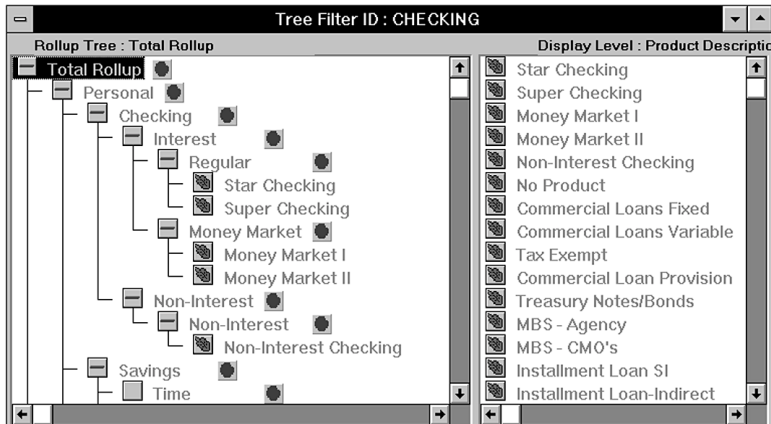 Tree Filter ID : CHECKING
Rollup Tree : Total Rollup
Total Rollup
Personal
Checking
Interest
Regular
Star Checking
Super Checking
Money Market
Money Market I
Money Market II
Non-Interest
Non-Interest
Non-Interest Checking
Savings
Time
Display Level : Product Descriptio
Star Checking
Super Checking
Money Market I
Money Market II
Non-Interest Checking
No Product
Commercial Loans Fixed
Commercial Loans Variable
Tax Exempt
Commercial Loan Provision
Treasury Notes/Bonds
MBS - Agency
MBS - CMO's
Installment Loan SI
Installment Loan-Indirect